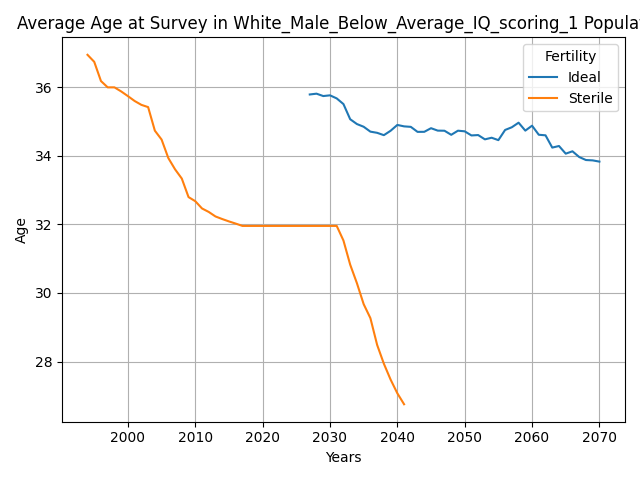 Average Age at Survey in White_Male_Below_Average_IQ_scoring_1 Popula
Fertility
Ideal
Sterile
Age
36
34
32
30
28
2000 2010 2020 2030 2040 2050 2060 2070
Years